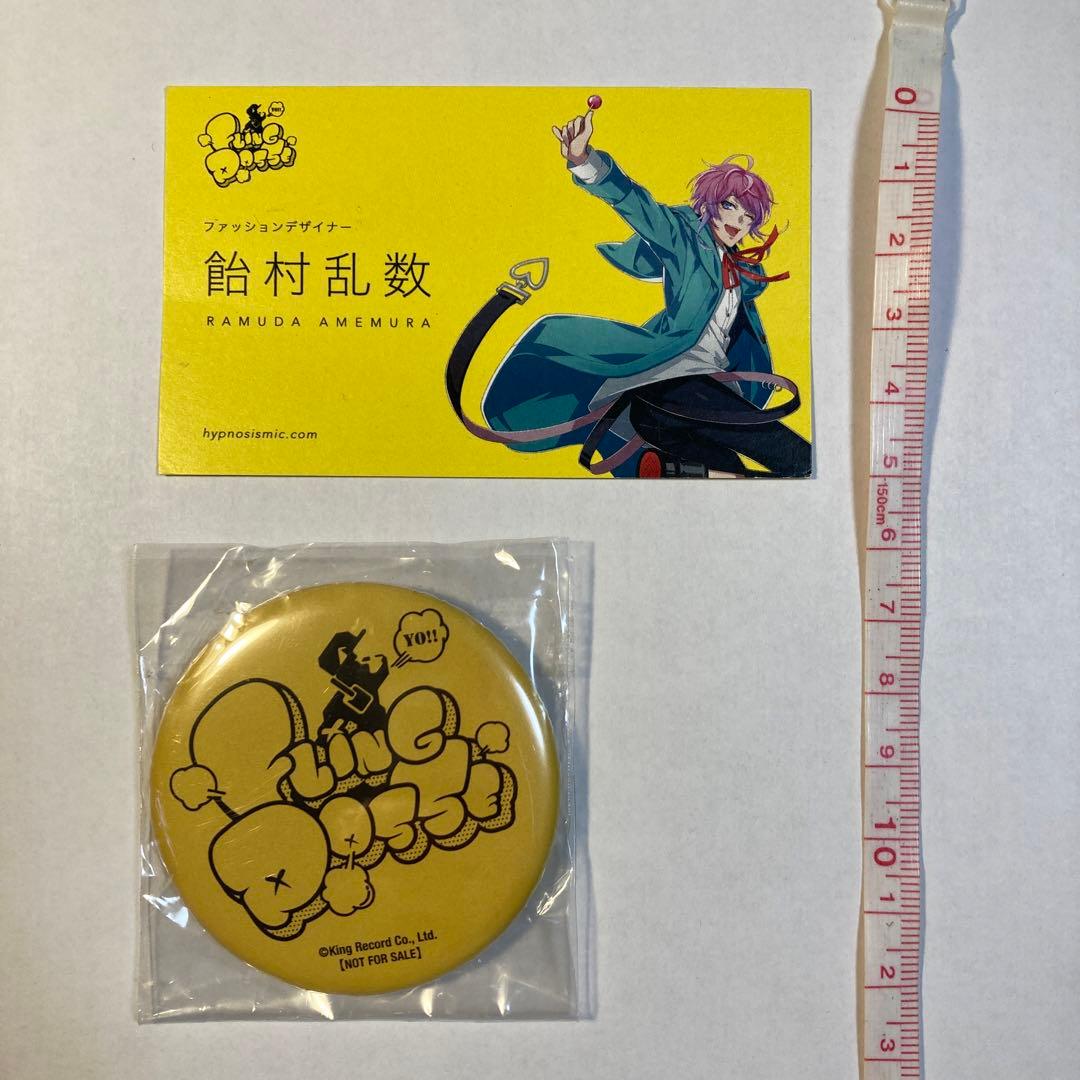 YO!!
FLING
POSSE
ファッションデザイナー
飴村乱数
RAMUDA AMEMURA
hypnosismic.com
YO!!
FLING
POSSE
©King Record Co., Ltd.
【NOT FOR SALE】
0
1
2
3
4
5
150cm
6
7
8
9
10
1
2
3